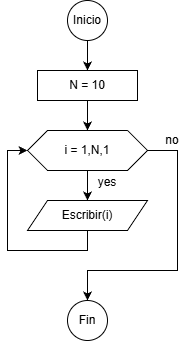 Inicio
N = 10
i = 1,N,1
no
yes
Escribir(i)
Fin